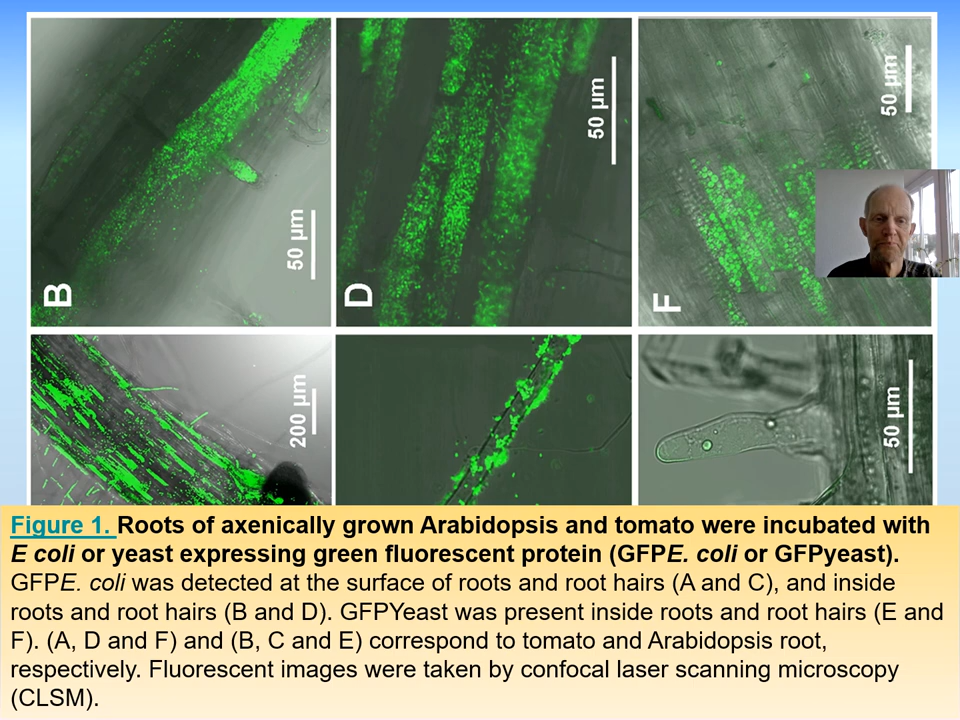 B
50 µm
D
50 µm
F
50 µm
200 µm
50 µm
Figure 1. Roots of axenically grown Arabidopsis and tomato were incubated with
E coli or yeast expressing green fluorescent protein (GFPE. coli or GFPyeast).
GFPE. coli was detected at the surface of roots and root hairs (A and C), and inside
roots and root hairs (B and D). GFPYeast was present inside roots and root hairs (E and
F). (A, D and F) and (B, C and E) correspond to tomato and Arabidopsis root,
respectively. Fluorescent images were taken by confocal laser scanning microscopy
(CLSM).